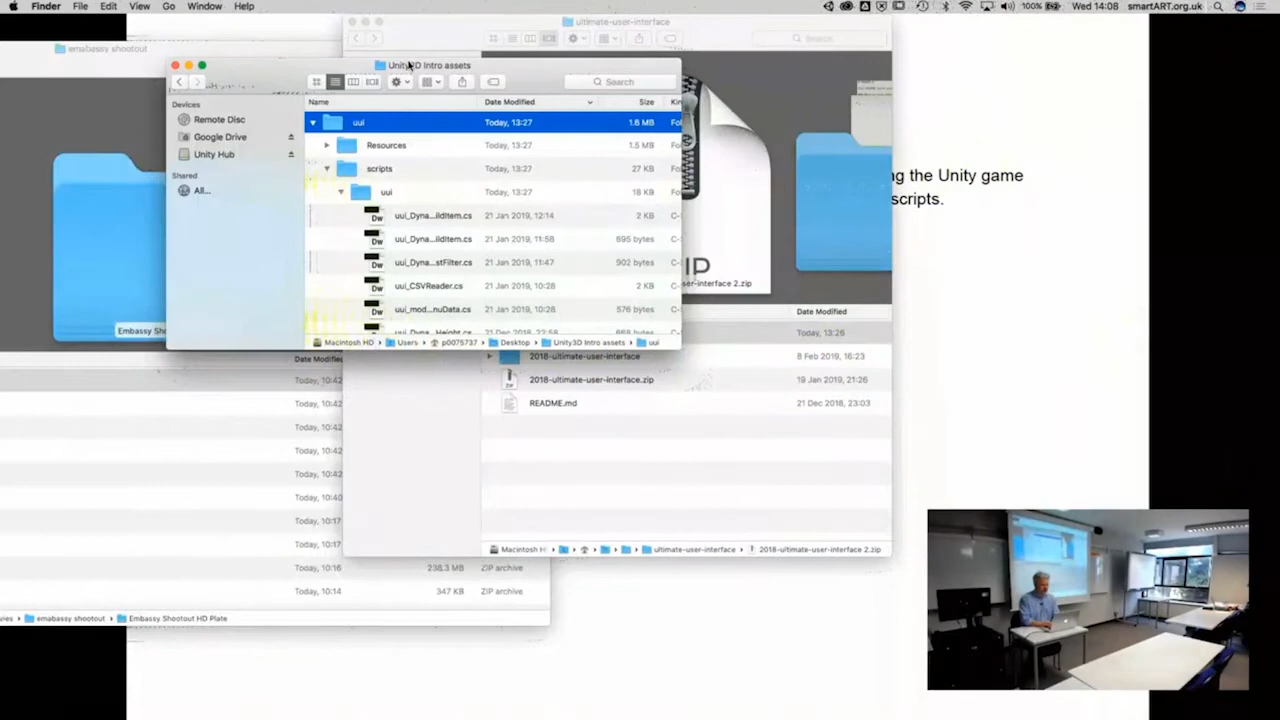 Finder File Edit View Go Window Help
100% Wed 14:08 smartART.org.uk
ultimate-user-interface
Search
emabassy shootout
Unity3D Intro assets
Search
ng the Unity game
scripts.
Devices
Remote Disc
Google Drive
Unity Hub
Shared
All...
Name Date Modified Size
uui Today, 13:27 1.6 MB
Resources Today, 13:27 1.5 MB
scripts Today, 13:27 27 KB
uui Today, 13:27 18 KB
Dw uui_Dyna...ildItem.cs 21 Jan 2019, 12:14 2 KB C-
Dw uui_Dyna...ildItem.cs 21 Jan 2019, 11:58 695 bytes C-
Dw uui_Dyna...stFilter.cs 21 Jan 2019, 11:47 902 bytes C-
Dw uui_CSVReader.cs 21 Jan 2019, 10:28 2 KB C-
Dw uui_mod...nuData.cs 21 Jan 2019, 10:28 576 bytes C-
Macintosh HD Users p0075737 Desktop Unity3D Intro assets uui
IP
ser-interface 2.zip
Embassy Sho
Date Modified
Today, 13:26
2018-ultimate-user-interface 8 Feb 2019, 16:23
2018-ultimate-user-interface.zip 19 Jan 2019, 21:26
README.md 21 Dec 2018, 23:03
Macintosh H ultimate-user-interface 2018-ultimate-user-interface 2.zip
Date Modified
Today, 10:42
Today, 10:42
Today, 10:42
Today, 10:42
Today, 10:42
Today, 10:40
Today, 10:17
Today, 10:17
Today, 10:16 238.3 MB ZIP archive
Today, 10:14 347 KB ZIP archive
vies emabassy shootout Embassy Shootout HD Plate